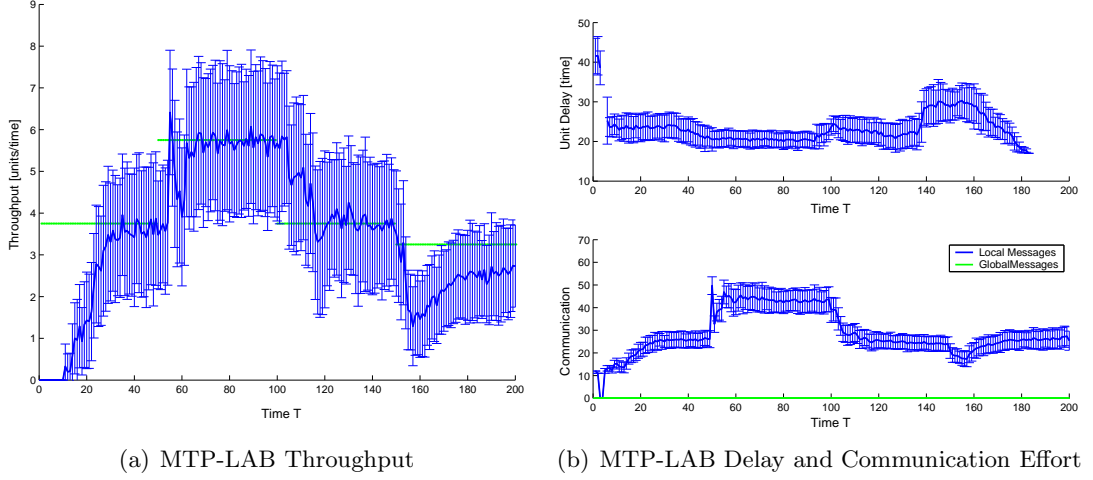 9
8
7
6
5
4
3
2
1
0
Throughput [units/time]
0 20 40 60 80 100 120 140 160 180 200
Time T
(a) MTP-LAB Throughput
50
40
30
20
10
Unit Delay [time]
0 20 40 60 80 100 120 140 160 180 200
Time T
70
60
50
40
30
20
10
0
Communication
Local Messages
GlobalMessages
0 20 40 60 80 100 120 140 160 180 200
Time T
(b) MTP-LAB Delay and Communication Effort